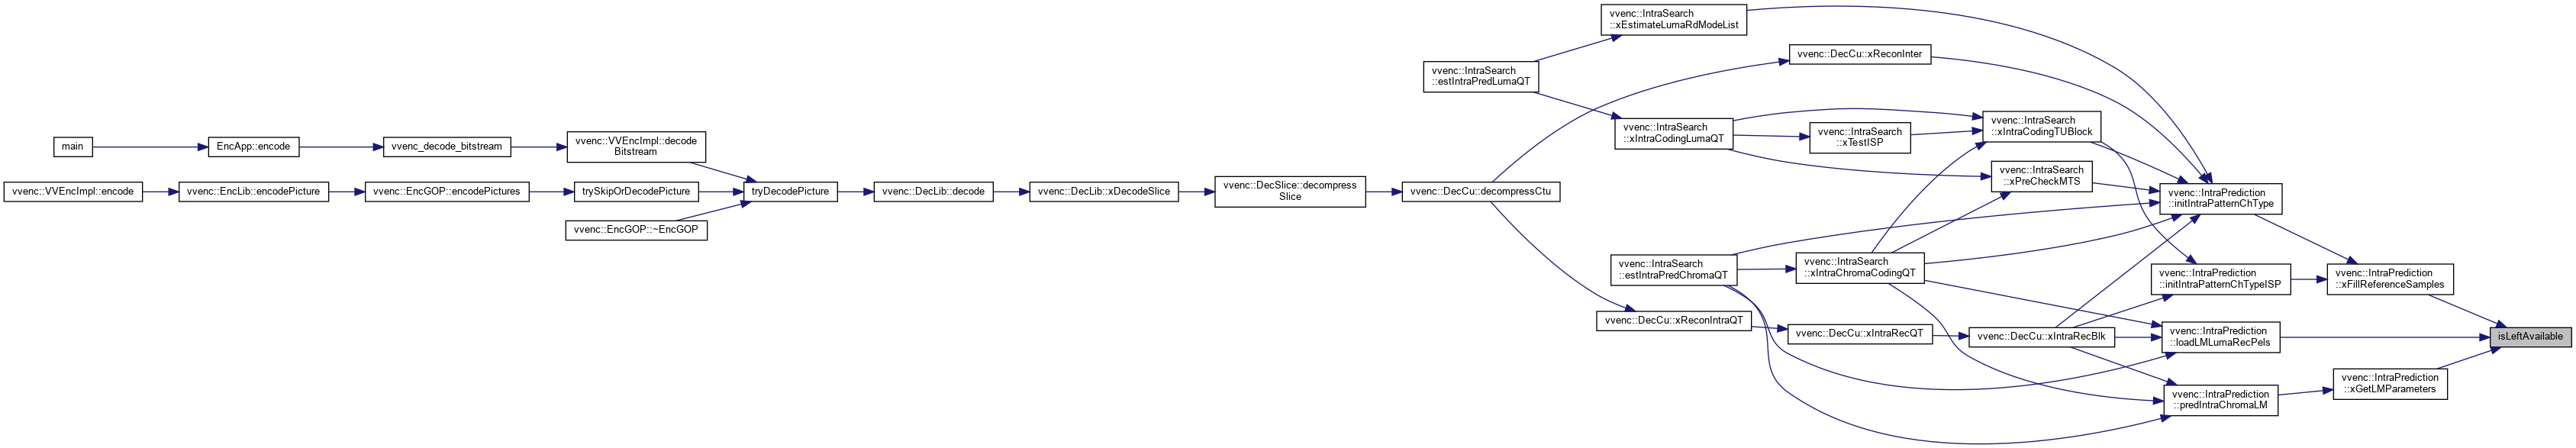 vvenc::IntraSearch
::xEstimateLumaRdModeList
vvenc::DecCu::xReconInter
vvenc::IntraSearch
::estIntraPredLumaQT
vvenc::IntraSearch
::xIntraCodingTUBlock
vvenc::IntraSearch
::xIntraCodingLumaQT
vvenc::IntraSearch
::xTestISP
main
EncApp::encode
vvenc_decode_bitstream
vvenc::VVEncImpl::decode
Bitstream
vvenc::IntraSearch
::xPreCheckMTS
vvenc::VVEncImpl::encode
vvenc::EncLib::encodePicture
vvenc::EncGOP::encodePictures
trySkipOrDecodePicture
tryDecodePicture
vvenc::DecLib::decode
vvenc::DecLib::xDecodeSlice
vvenc::DecSlice::decompress
Slice
vvenc::DecCu::decompressCtu
vvenc::IntraPrediction
::initIntraPatternChType
vvenc::EncGOP::~EncGOP
vvenc::IntraSearch
::estIntraPredChromaQT
vvenc::IntraSearch
::xIntraChromaCodingQT
vvenc::IntraPrediction
::initIntraPatternChTypeISP
vvenc::IntraPrediction
::xFillReferenceSamples
vvenc::DecCu::xReconIntraQT
vvenc::DecCu::xIntraRecQT
vvenc::DecCu::xIntraRecBlk
vvenc::IntraPrediction
::loadLMLumaRecPels
isLeftAvailable
vvenc::IntraPrediction
::xGetLMParameters
vvenc::IntraPrediction
::predIntraChromaLM